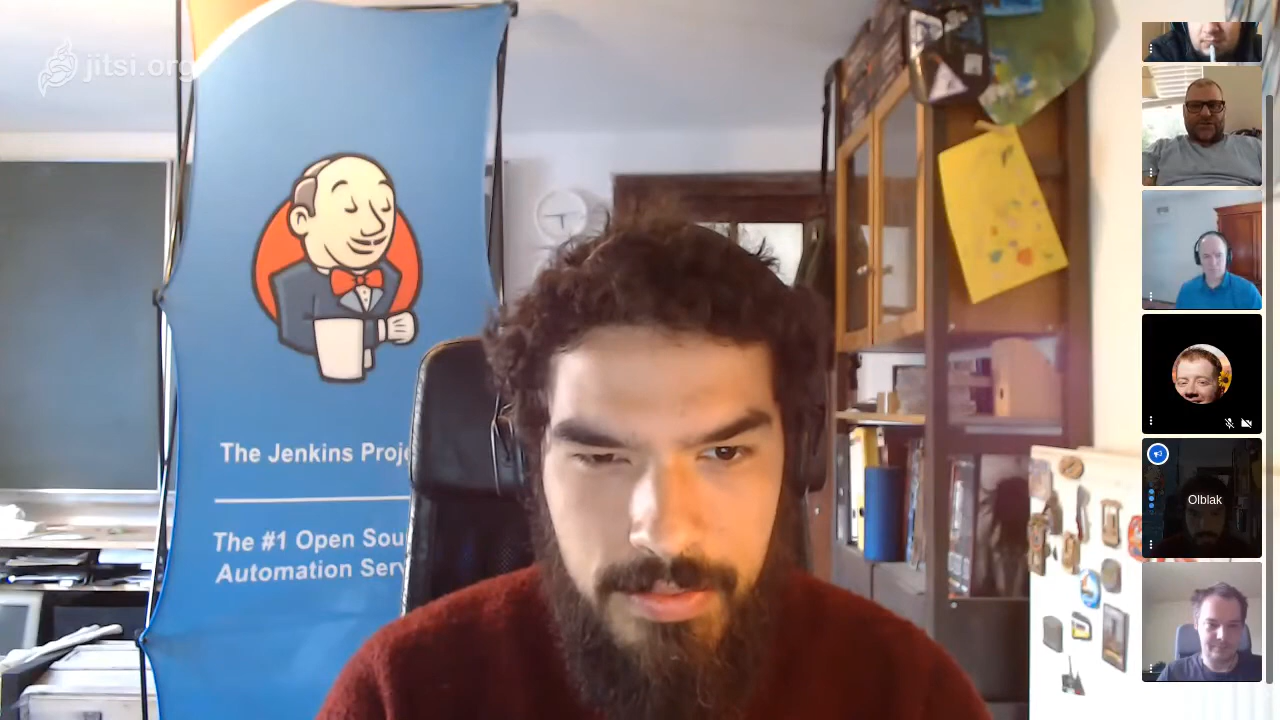 jitsi.org
The Jenkins Proje
The #1 Open Sou
Automation Serv
Olblak